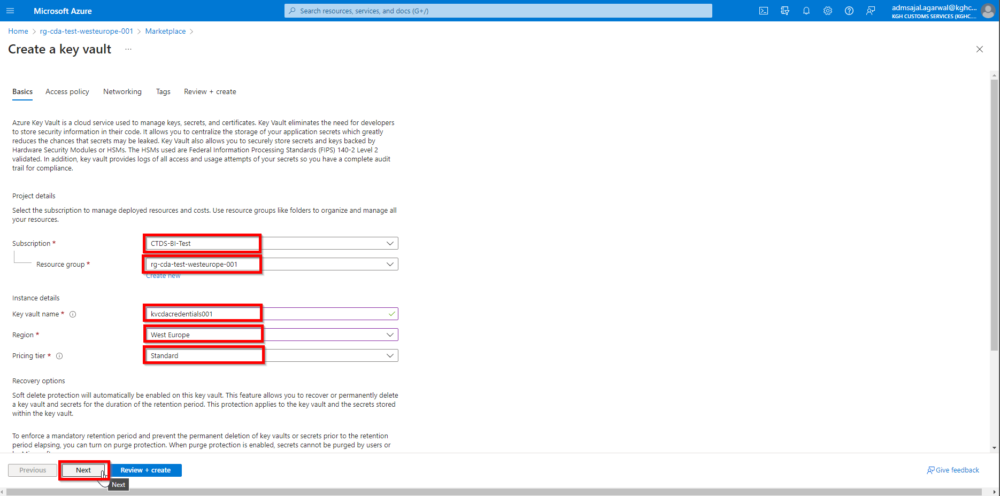 Microsoft Azure
Search resources, services, and docs (G+/)
admsajal.agarwal@kghc...
KGH CUSTOMS SERVICES (KGHC....
Home > rg-cda-test-westeurope-001 > Marketplace >
Create a key vault ...
Basics Access policy Networking Tags Review + create
Azure Key Vault is a cloud service used to manage keys, secrets, and certificates. Key Vault eliminates the need for developers
to store security information in their code. It allows you to centralize the storage of your application secrets which greatly
reduces the chances that secrets may be leaked. Key Vault also allows you to securely store secrets and keys backed by
Hardware Security Modules or HSMs. The HSMs used are Federal Information Processing Standards (FIPS) 140-2 Level 2
validated. In addition, key vault provides logs of all access and usage attempts of your secrets so you have a complete audit
trail for compliance.
Project details
Select the subscription to manage deployed resources and costs. Use resource groups like folders to organize and manage all
your resources.
Subscription * CTDS-BI-Test
Resource group * rg-cda-test-westeurope-001
Create new
Instance details
Key vault name * kvcdacredentials001
Region * West Europe
Pricing tier * Standard
Recovery options
Soft delete protection will automatically be enabled on this key vault. This feature allows you to recover or permanently delete
a key vault and secrets for the duration of the retention period. This protection applies to the key vault and the secrets stored
within the key vault.
To enforce a mandatory retention period and prevent the permanent deletion of key vaults or secrets prior to the retention
period elapsing, you can turn on purge protection. When purge protection is enabled, secrets cannot be purged by users or
Previous Next Review + create Give feedback
Next